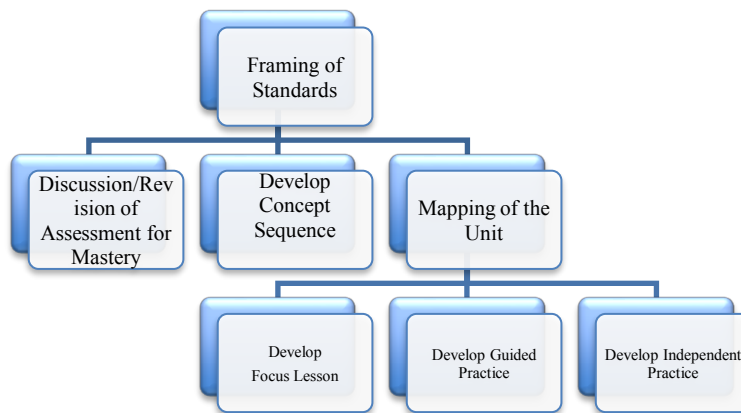 Framing of
Standards
Discussion/Rev
ision of
Assessment for
Mastery
Develop
Concept
Sequence
Mapping of the
Unit
Develop
Focus Lesson
Develop Guided
Practice
Develop Independent
Practice